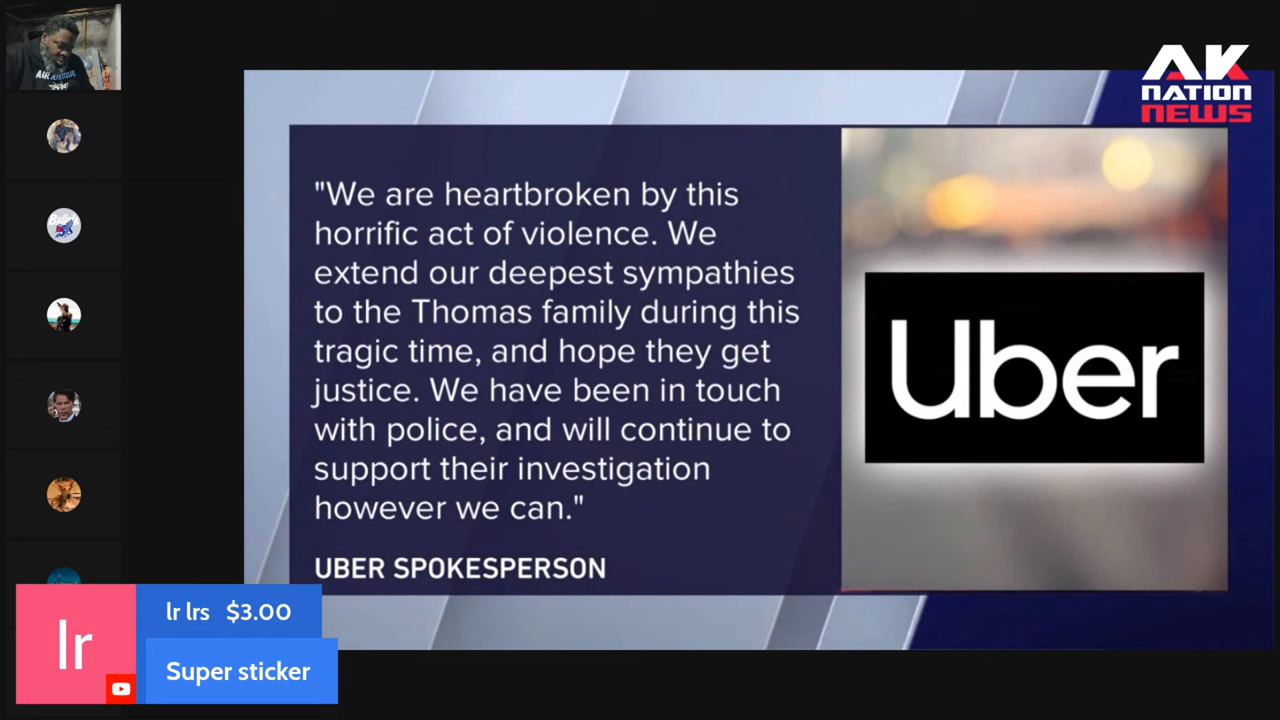 AK
NATION
NEWS
"We are heartbroken by this
horrific act of violence. We
extend our deepest sympathies
to the Thomas family during this
tragic time, and hope they get
justice. We have been in touch
with police, and will continue to
support their investigation
however we can."
UBER SPOKESPERSON
Uber
lr
lr lrs $3.00
Super sticker